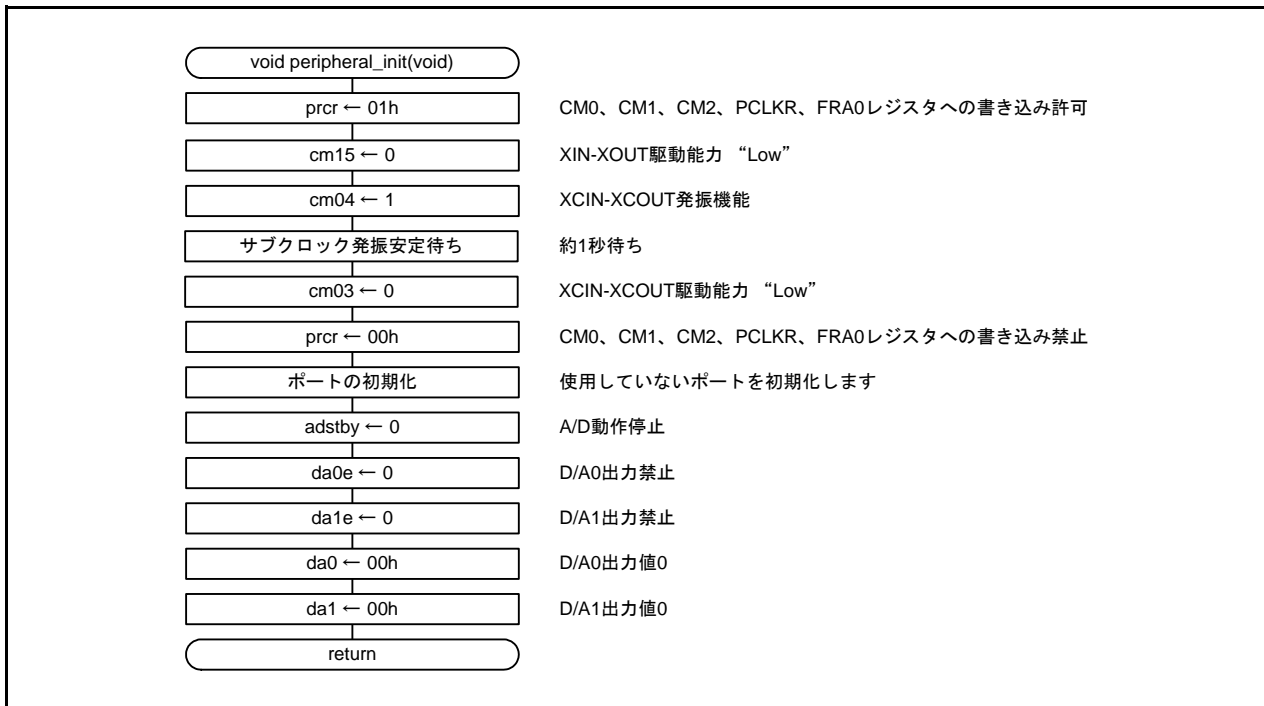 void peripheral_init(void)
prcr ← 01h CM0、CM1、CM2、PCLKR、FRA0レジスタへの書き込み許可
cm15 ← 0 XIN-XOUT駆動能力 “Low”
cm04 ← 1 XCIN-XCOUT発振機能
サブクロック発振安定待ち 約1秒待ち
cm03 ← 0 XCIN-XCOUT駆動能力 “Low”
prcr ← 00h CM0、CM1、CM2、PCLKR、FRA0レジスタへの書き込み禁止
ポートの初期化 使用していないポートを初期化します
adstby ← 0 A/D動作停止
da0e ← 0 D/A0出力禁止
da1e ← 0 D/A1出力禁止
da0 ← 00h D/A0出力値0
da1 ← 00h D/A1出力値0
return